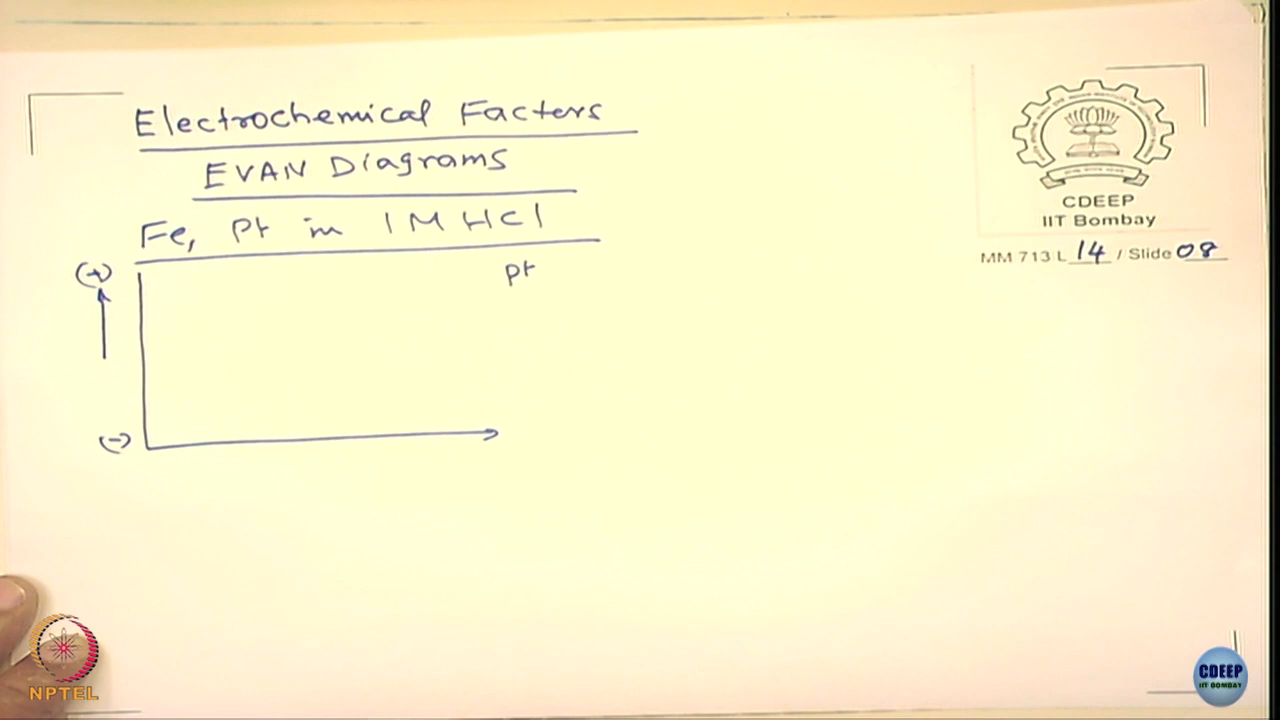 Electrochemical Facters
EVAN Diagrams
Fe, Pt in 1M HCl
(+)
Pt
(-)
CDEEP
IIT Bombay
MM 713 L 14 / Slide 08
NPTEL
CDEEP
IIT BOMBAY